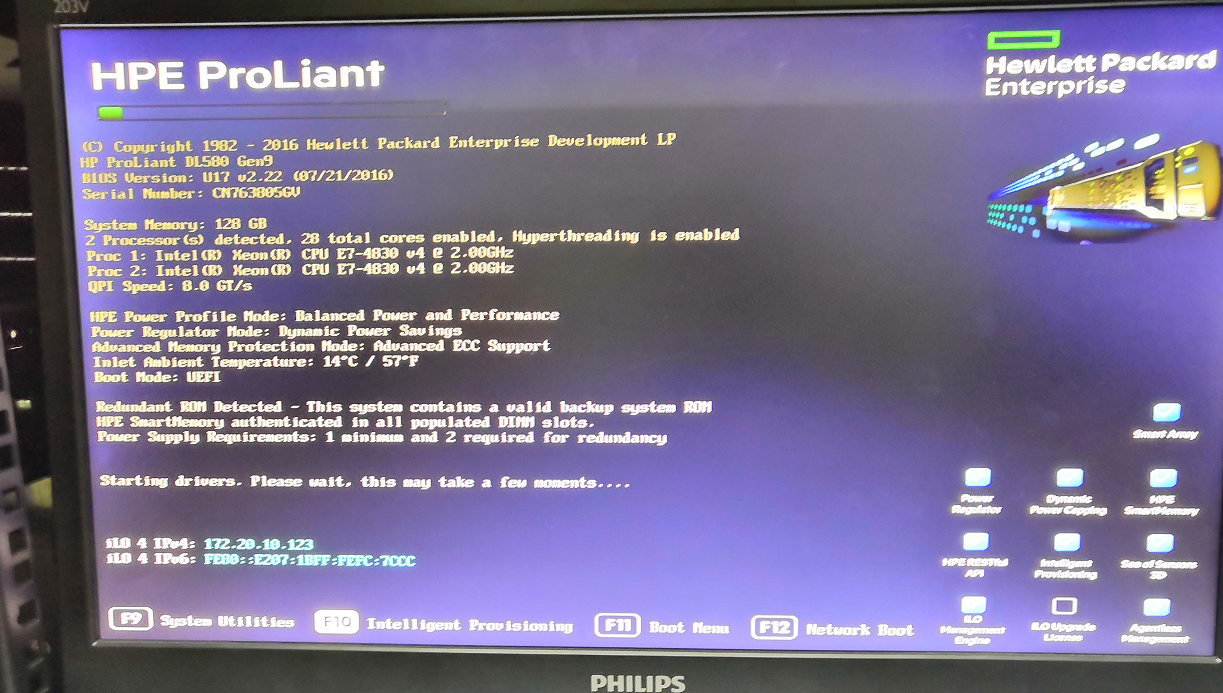 203V
HPE ProLiant
Hewlett Packard
Enterprise
(C) Copyright 1982 - 2016 Hewlett Packard Enterprise Development LP
HP ProLiant DL580 Gen9
BIOS Version: U17 v2.22 (07/21/2016)
Serial Number: CN763805GV
System Memory: 128 GB
2 Processor(s) detected, 28 total cores enabled, Hyperthreading is enabled
Proc 1: Intel(R) Xeon(R) CPU E7-4830 v4 @ 2.00GHz
Proc 2: Intel(R) Xeon(R) CPU E7-4830 v4 @ 2.00GHz
QPI Speed: 8.0 GT/s
HPE Power Profile Mode: Balanced Power and Performance
Power Regulator Mode: Dynamic Power Savings
Advanced Memory Protection Mode: Advanced ECC Support
Inlet Ambient Temperature: 14°C / 57°F
Boot Mode: UEFI
Redundant ROM Detected - This system contains a valid backup system ROM
HPE SmartMemory authenticated in all populated DIMM slots.
Power Supply Requirements: 1 minimum and 2 required for redundancy
Starting drivers. Please wait, this may take a few moments....
iLO 4 IPv4: 172.20.10.123
iLO 4 IPv6: FE80::E207:1BFF:FEFC:7CCC
Smart Array
Power
Regulator
Dynamic
Power Capping
HPE
SmartMemory
HPE RESTful
API
Intelligent
Provisioning
Sea of Sensors
3D
iLO
Management
Engine
iLO Upgrade
License
Agentless
Management
F9 System Utilities
F10 Intelligent Provisioning
F11 Boot Menu
F12 Network Boot
PHILIPS